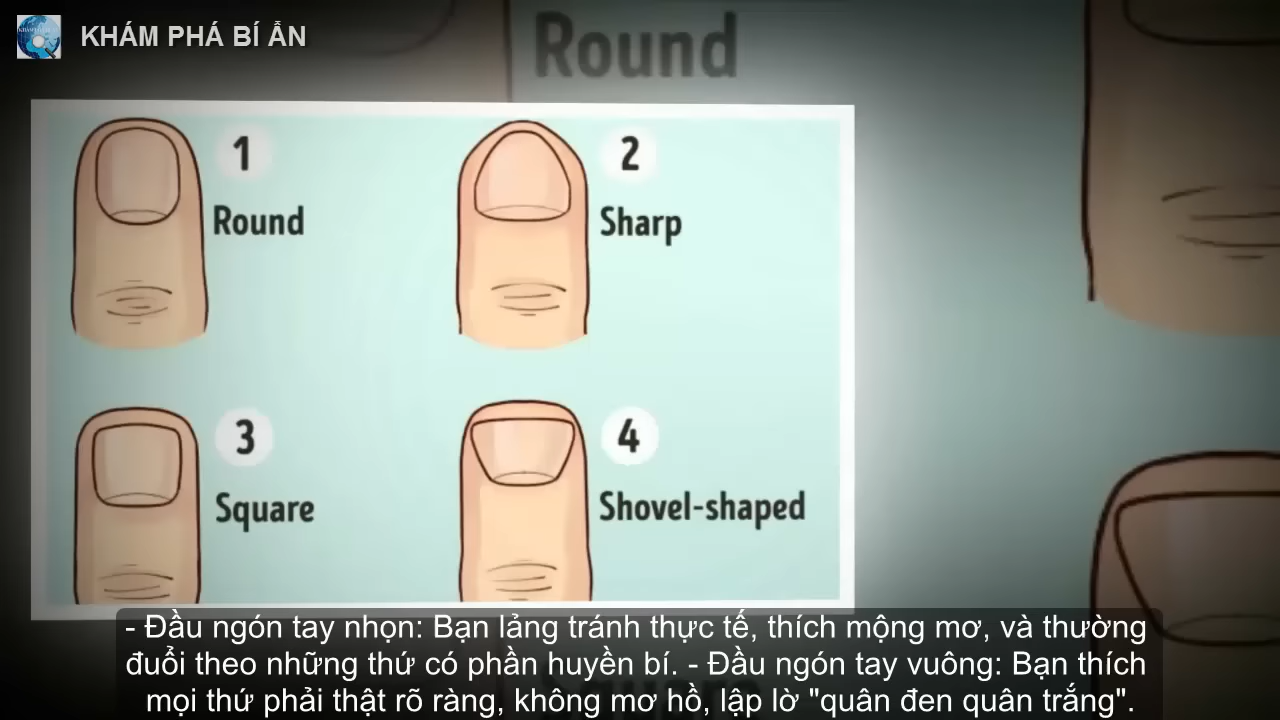 KHÁM PHÁ BÍ ẨN
Round
1
Round
2
Sharp
3
Square
4
Shovel-shaped
- Đầu ngón tay nhọn: Bạn lảng tránh thực tế, thích mộng mơ, và thường
đuổi theo những thứ có phần huyền bí. - Đầu ngón tay vuông: Bạn thích
mọi thứ phải thật rõ ràng, không mơ hồ, lập lờ "quân đen quân trắng".